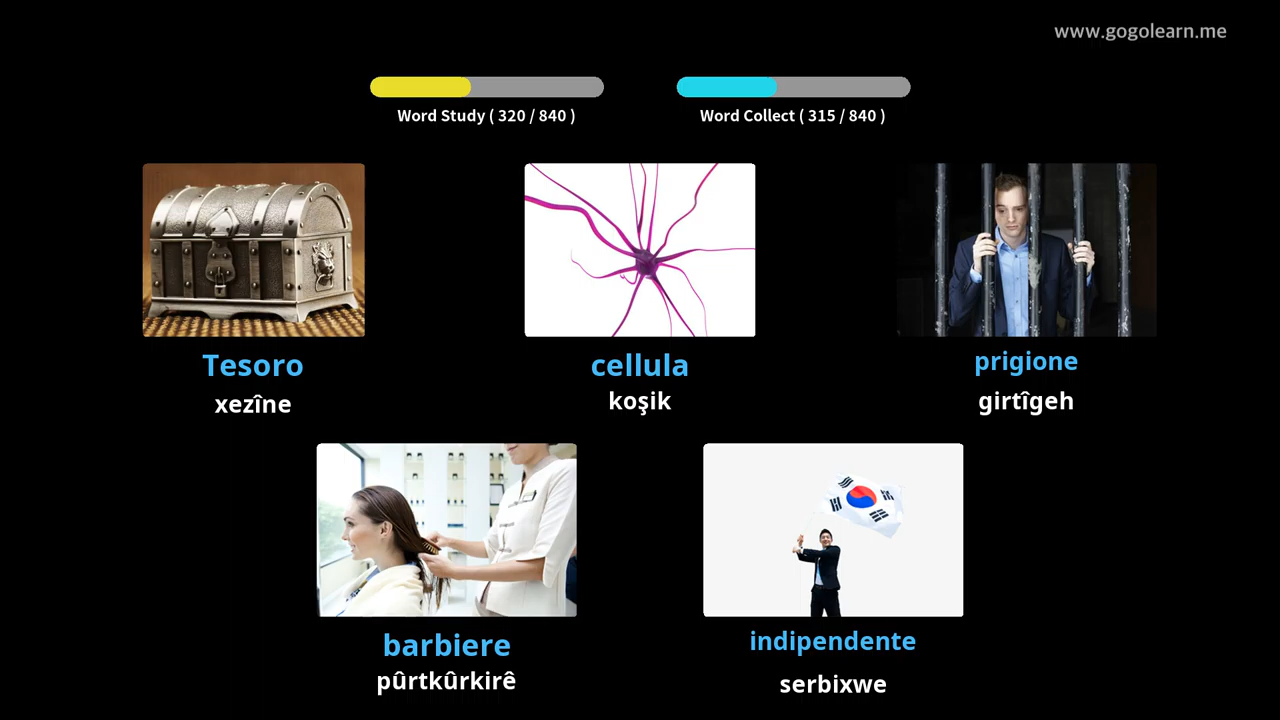 www.gogolearn.me
Word Study ( 320 / 840 )
Word Collect ( 315 / 840 )
Tesoro
xezîne
cellula
koşik
prigione
girtîgeh
barbiere
pûrtkûrkirê
indipendente
serbixwe